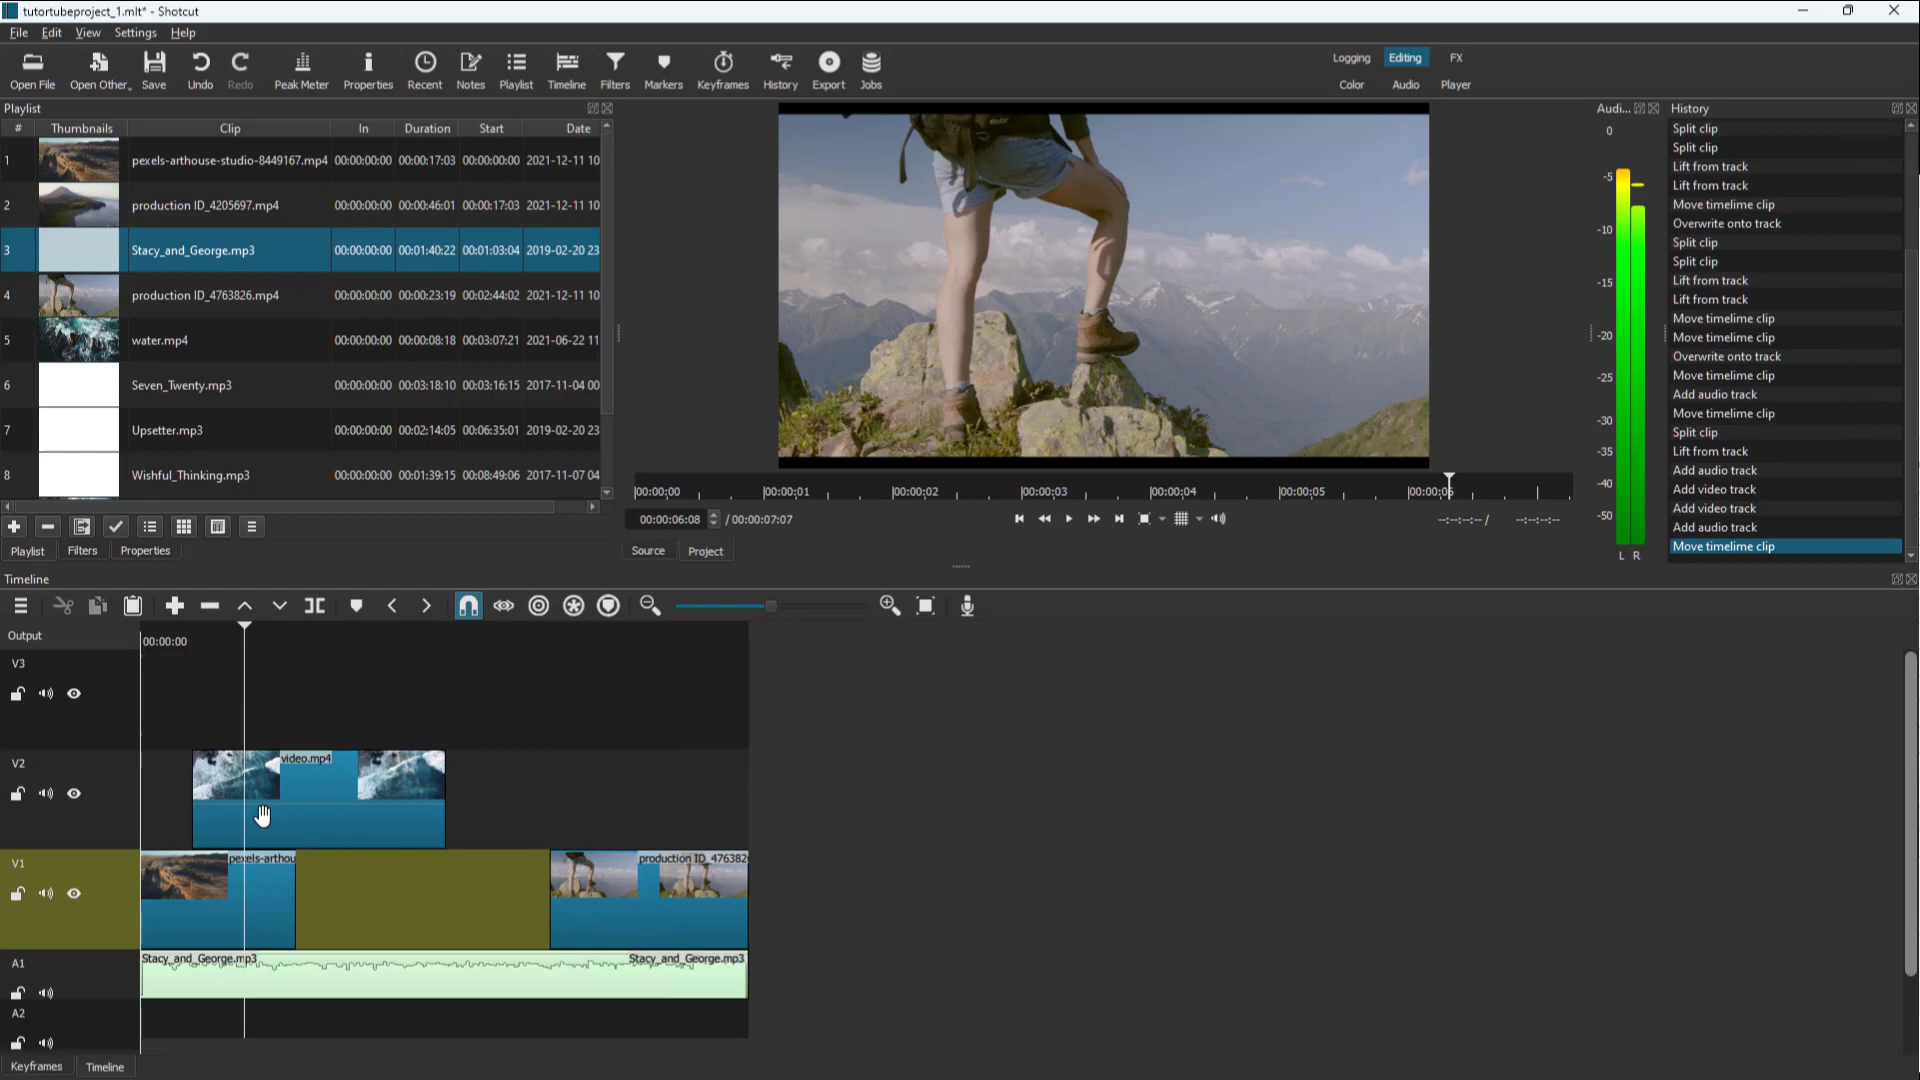 tutortubeproject_1.mlt* - Shotcut
File Edit View Settings Help
Open File Open Other... Save Undo Redo Peak Meter Properties Recent Notes Playlist Timeline Filters Markers Keyframes History Export Jobs
Logging Editing FX
Color Audio Player
Playlist
# Thumbnails Clip In Duration Start Date
1 pexels-arthouse-studio-8449167.mp4 00:00:00:00 00:00:17:03 00:00:00:00 2021-12-11 10
2 production ID_4205697.mp4 00:00:00:00 00:00:46:01 00:00:17:03 2021-12-11 10
3 Stacy_and_George.mp3 00:00:00:00 00:01:40:22 00:01:03:04 2019-02-20 23
4 production ID_4763826.mp4 00:00:00:00 00:00:23:19 00:02:44:02 2021-12-11 10
5 water.mp4 00:00:00:00 00:00:08:18 00:03:07:21 2021-06-22 11
6 Seven_Twenty.mp3 00:00:00:00 00:03:18:10 00:03:16:15 2017-11-04 00
7 Upsetter.mp3 00:00:00:00 00:02:14:05 00:06:35:01 2019-02-20 23
8 Wishful_Thinking.mp3 00:00:00:00 00:01:39:15 00:08:49:06 2017-11-07 04
Playlist Filters Properties
00:00:00 00:00:01 00:00:02 00:00:03 00:00:04 00:00:05 00:00:06
00:00:06:08 / 00:00:07:07
--:--:--:-- / --:--:--:--
Source Project
Audi...
0
-5
-10
-15
-20
-25
-30
-35
-40
-50
L R
History
Split clip
Split clip
Lift from track
Lift from track
Move timelime clip
Overwrite onto track
Split clip
Split clip
Lift from track
Lift from track
Move timelime clip
Move timelime clip
Overwrite onto track
Move timelime clip
Add audio track
Move timelime clip
Split clip
Lift from track
Add audio track
Add video track
Add video track
Add audio track
Move timelime clip
Timeline
Output
00:00:00
V3
V2
video.mp4
V1
pexels-arthou
production ID_476382
A1
Stacy_and_George.mp3
Stacy_and_George.mp3
A2
Keyframes Timeline